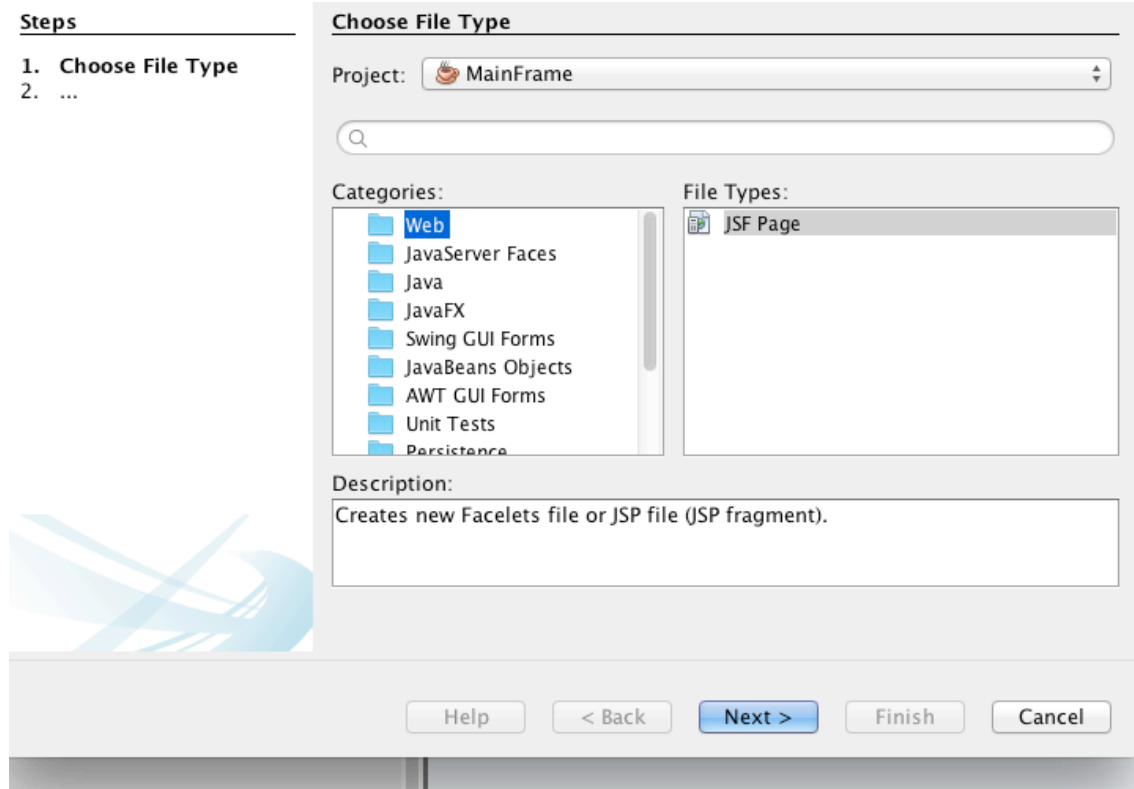 Steps
1. Choose File Type
2. ...
Choose File Type
Project: MainFrame
Categories:
Web
JavaServer Faces
Java
JavaFX
Swing GUI Forms
JavaBeans Objects
AWT GUI Forms
Unit Tests
Persistence
File Types:
JSF Page
Description:
Creates new Facelets file or JSP file (JSP fragment).
Help
< Back
Next >
Finish
Cancel